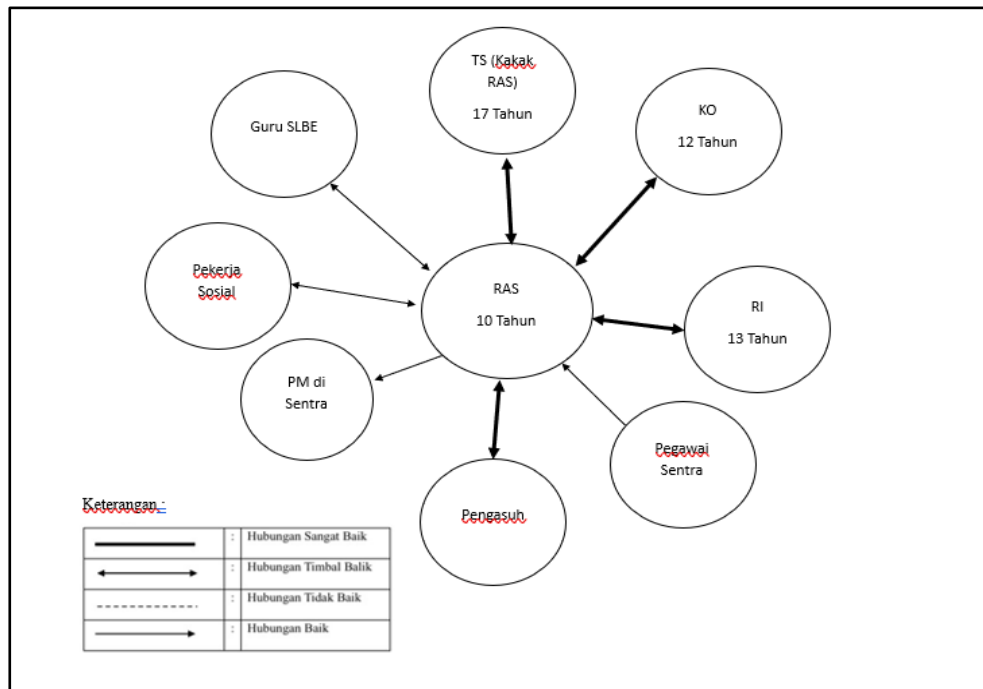 TS (Kakak
RAS)
17 Tahun
KO
12 Tahun
Guru SLBE
Pekerja
Sosial
RAS
10 Tahun
RI
13 Tahun
PM di
Sentra
Pegawai
Sentra
Pengasuh
Keterangan :
: Hubungan Sangat Baik
: Hubungan Timbal Balik
: Hubungan Tidak Baik
: Hubungan Baik